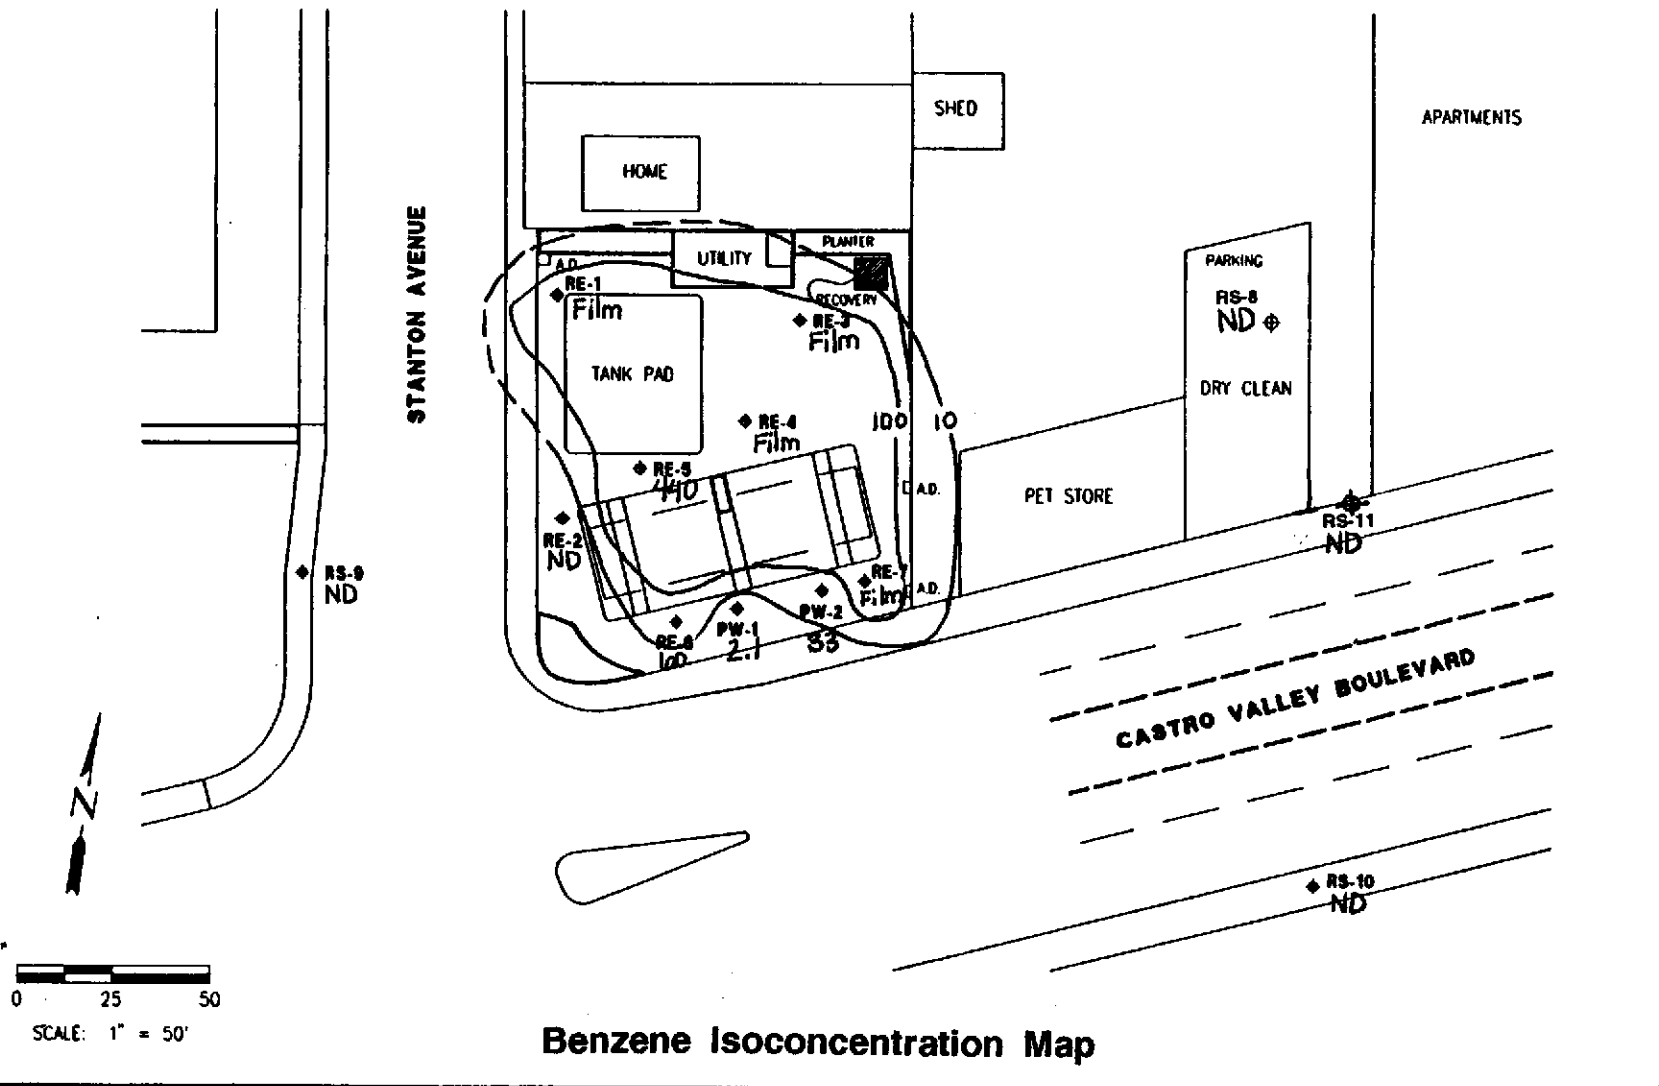 SHED
APARTMENTS
HOME
STANTON AVENUE
PLANTER
UTILITY
A.D.
PARKING
RE-1
Film
RECOVERY
RE-3
Film
RS-8
ND
TANK PAD
DRY CLEAN
RE-4
Film
100
10
RE-5
440
A.D.
PET STORE
RS-11
ND
RE-2
ND
RS-9
ND
RE-7
Film
A.D.
PW-2
33
PW-1
2.1
RE-6
100
CASTRO VALLEY BOULEVARD
N
RS-10
ND
0 25 50
SCALE: 1" = 50'
Benzene Isoconcentration Map